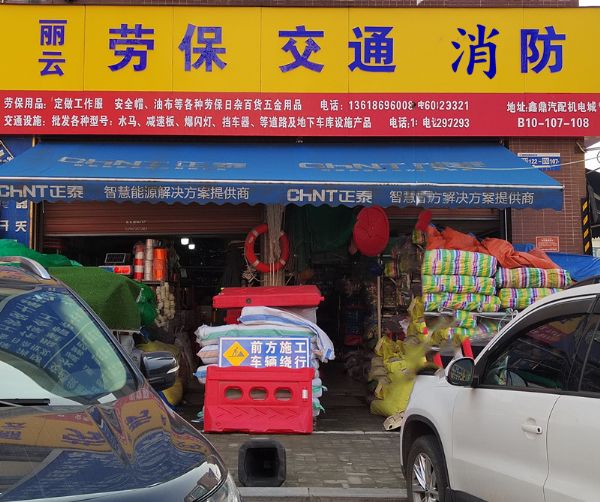 丽云 劳保 交通 消防
劳保用品：定做工作服 安全帽、油布等各种劳保日杂百货五金用品 电话：13618696008
交通设施：批发各种型号：水马、减速板、爆闪灯、挡车器、等道路及地下车库设施产品
地址：鑫鼎汽配机电城
B10-107-108
CHNT正泰 CHNT正泰
智慧能源解决方案提供商 智慧能源解决方案提供商
前方施工
车辆绕行